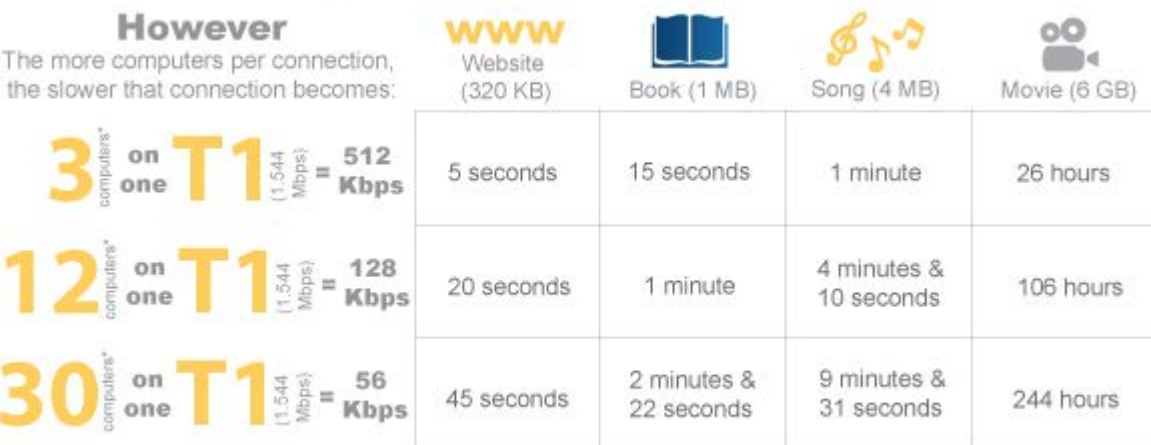 However
The more computers per connection,
the slower that connection becomes:
www
Website
(320 KB)
Book (1 MB)
Song (4 MB)
Movie (6 GB)
3 computers* on one T1 (1.544 Mbps) = 512 Kbps
5 seconds
15 seconds
1 minute
26 hours
12 computers* on one T1 (1.544 Mbps) = 128 Kbps
20 seconds
1 minute
4 minutes &
10 seconds
106 hours
30 computers* on one T1 (1.544 Mbps) = 56 Kbps
45 seconds
2 minutes &
22 seconds
9 minutes &
31 seconds
244 hours